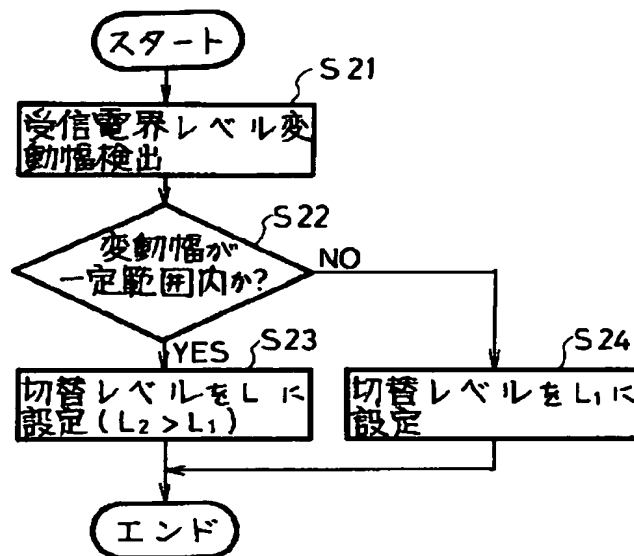 スタート
S21
受信電界レベル変
動幅検出
S22
変動幅が
一定範囲内か?
NO
YES
S23
切替レベルをL に
設定(L₂>L₁)
S24
切替レベルをL₁に
設定
エンド